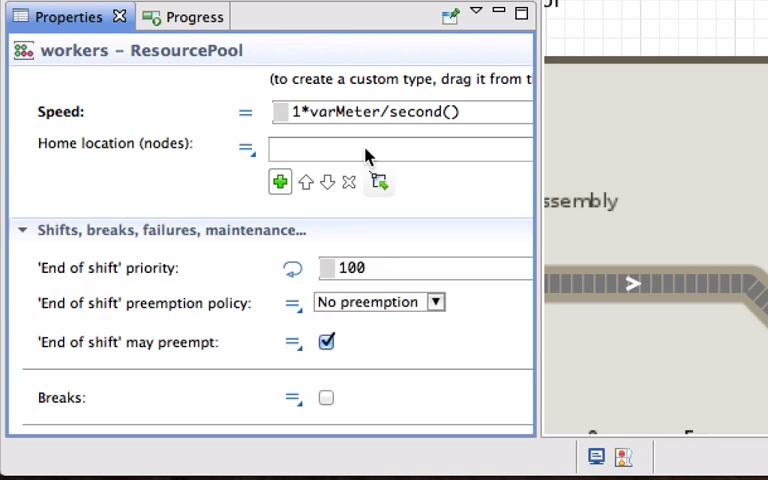 Properties
Progress
workers – ResourcePool
(to create a custom type, drag it from t
Speed:
1*varMeter/second()
Home location (nodes):
ssembly
Shifts, breaks, failures, maintenance...
'End of shift' priority:
100
'End of shift' preemption policy:
No preemption
'End of shift' may preempt:
Breaks: